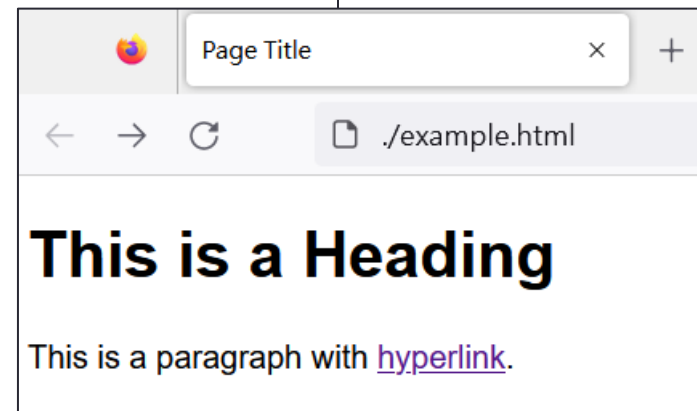 Page Title
./example.html
This is a Heading
This is a paragraph with hyperlink.